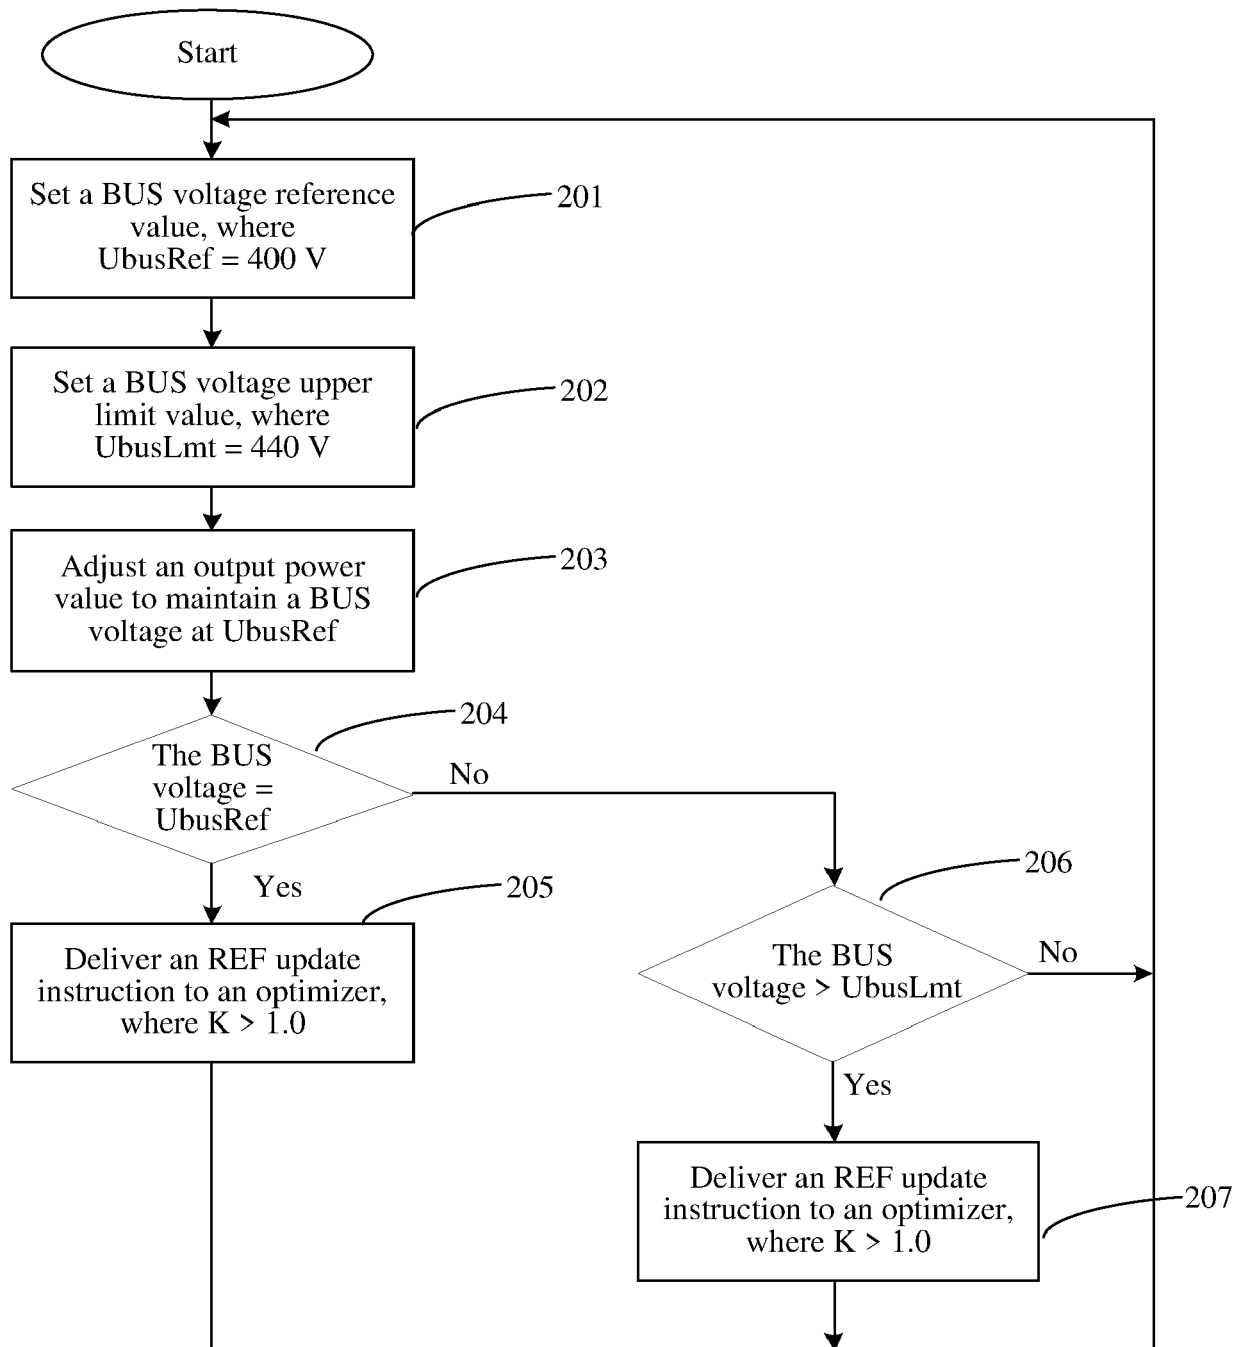 Start
Set a BUS voltage reference
value, where
UbusRef = 400 V
201
Set a BUS voltage upper
limit value, where
UbusLmt = 440 V
202
Adjust an output power
value to maintain a BUS
voltage at UbusRef
203
The BUS
voltage =
UbusRef
204
No
Yes
Deliver an REF update
instruction to an optimizer,
where K > 1.0
205
The BUS
voltage > UbusLmt
206
No
Yes
Deliver an REF update
instruction to an optimizer,
where K > 1.0
207